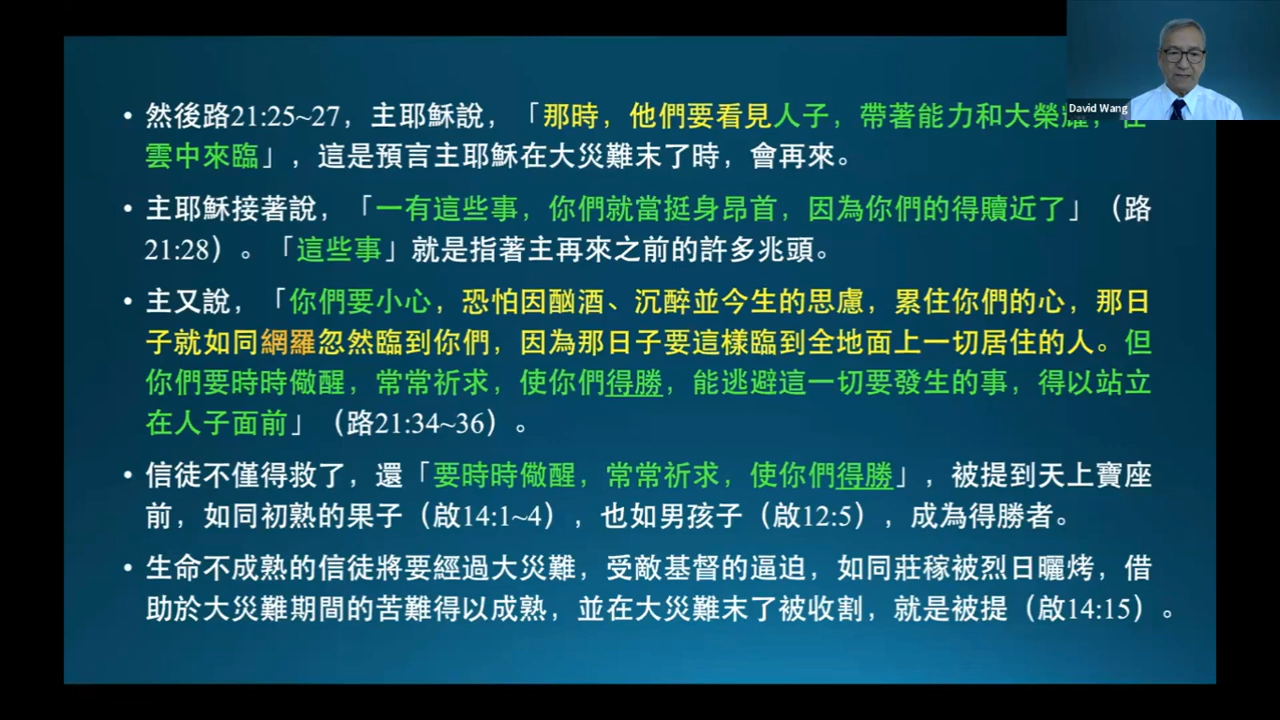 • 然後路21:25~27，主耶穌說，「那時，他們要看見人子，帶著能力和大榮
雲中來臨」，這是預言主耶穌在大災難末了時，會再來。
• 主耶穌接著說，「一有這些事，你們就當挺身昂首，因為你們的得贖近了」（路
21:28）。「這些事」就是指著主再來之前的許多兆頭。
• 主又說，「你們要小心，恐怕因酗酒、沉醉並今生的思慮，累住你們的心，那日
子就如同網羅忽然臨到你們，因為那日子要這樣臨到全地面上一切居住的人。但
你們要時時儆醒，常常祈求，使你們得勝，能逃避這一切要發生的事，得以站立
在人子面前」（路21:34~36）。
• 信徒不僅得救了，還「要時時儆醒，常常祈求，使你們得勝」，被提到天上寶座
前，如同初熟的果子（啟14:1~4），也如男孩子（啟12:5），成為得勝者。
• 生命不成熟的信徒將要經過大災難，受敵基督的逼迫，如同莊稼被烈日曬烤，借
助於大災難期間的苦難得以成熟，並在大災難末了被收割，就是被提（啟14:15）。
David Wang